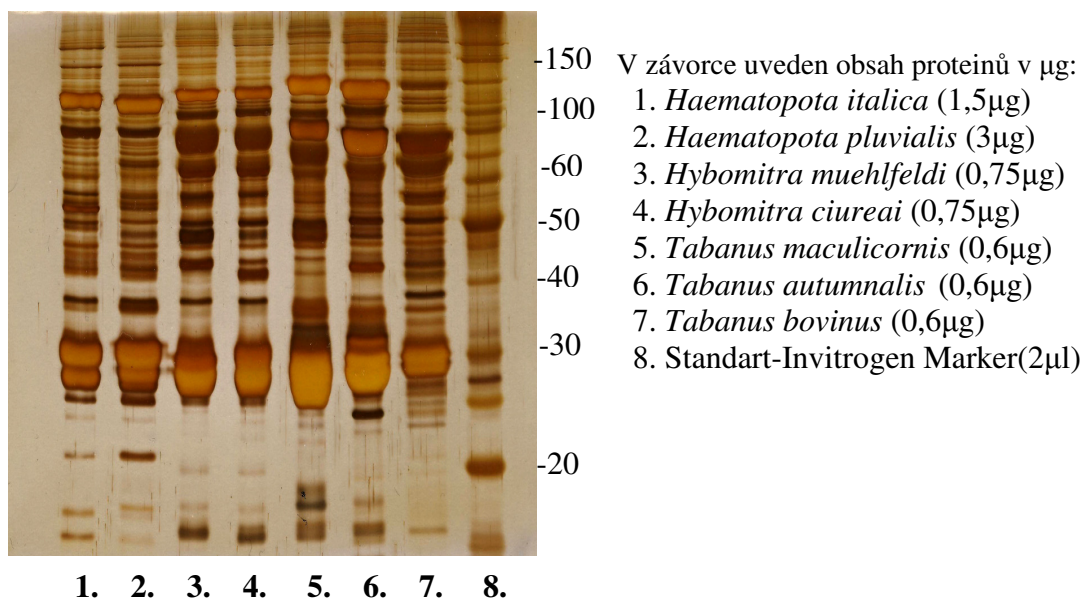 -150
-100
-60
-50
-40
-30
-20
V závorce uveden obsah proteinů v μg:
1. Haematopota italica (1,5μg)
2. Haematopota pluvialis (3μg)
3. Hybomitra muehlfeldi (0,75μg)
4. Hybomitra ciureai (0,75μg)
5. Tabanus maculicornis (0,6μg)
6. Tabanus autumnalis (0,6μg)
7. Tabanus bovinus (0,6μg)
8. Standart-Invitrogen Marker(2μl)
1. 2. 3. 4. 5. 6. 7. 8.